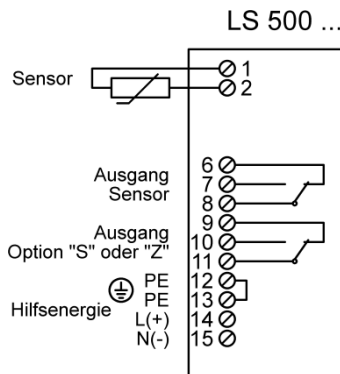 LS 500 ...
Sensor
1
2
Ausgang
Sensor
6
7
8
Ausgang
Option "S" oder "Z"
9
10
11
Hilfsenergie
PE 12
PE 13
L(+) 14
N(-) 15